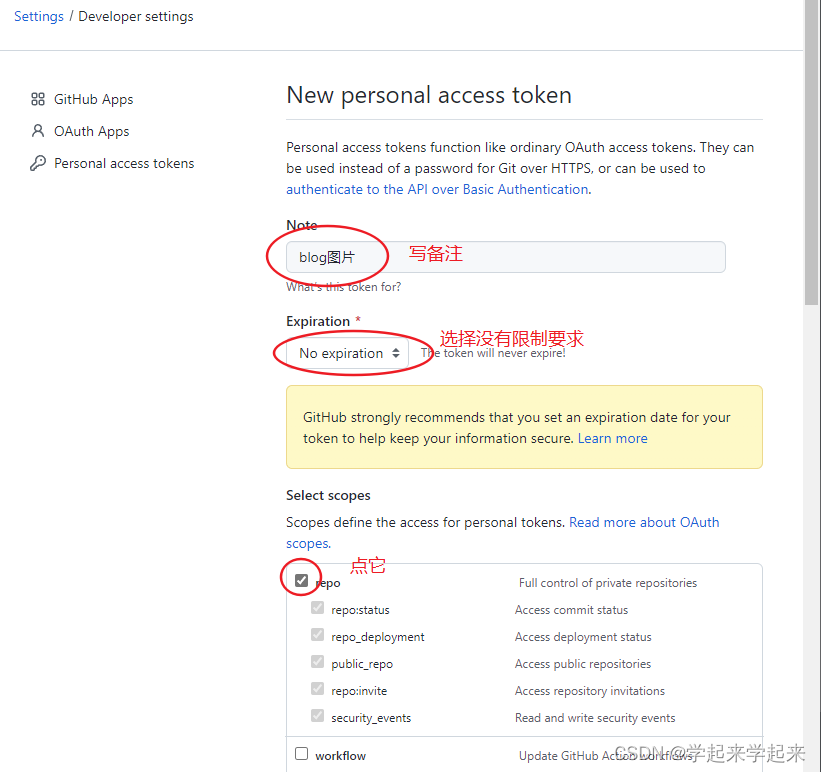 Settings / Developer settings
GitHub Apps
OAuth Apps
Personal access tokens
New personal access token
Personal access tokens function like ordinary OAuth access tokens. They can
be used instead of a password for Git over HTTPS, or can be used to
authenticate to the API over Basic Authentication.
Note
blog图片 写备注
What's this token for?
Expiration *
选择没有限制要求
No expiration The token will never expire!
GitHub strongly recommends that you set an expiration date for your
token to help keep your information secure. Learn more
Select scopes
Scopes define the access for personal tokens. Read more about OAuth
scopes.
点它
repo Full control of private repositories
repo:status Access commit status
repo_deployment Access deployment status
public_repo Access public repositories
repo:invite Access repository invitations
security_events Read and write security events
workflow Update GitHub Action workflows
CSDN @学起来学起来